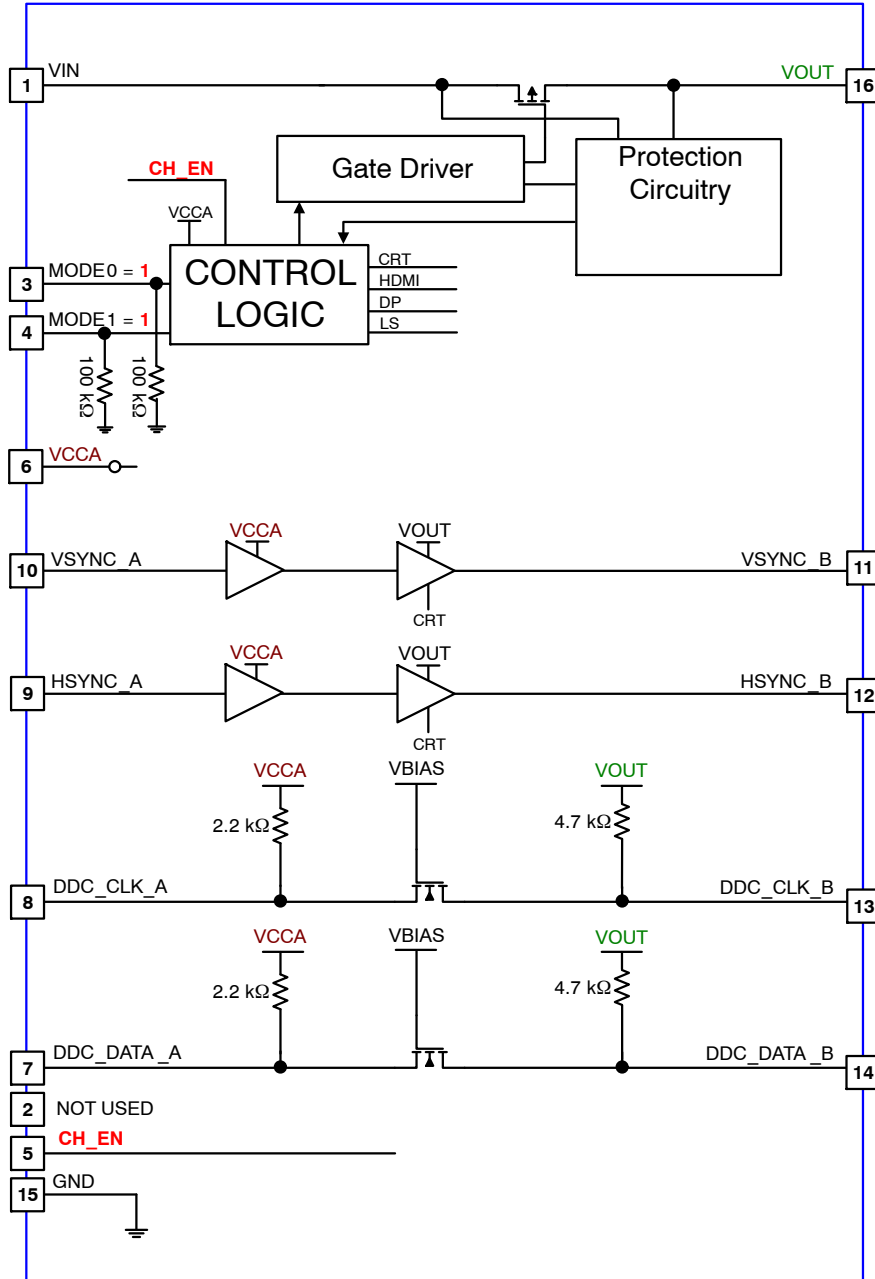 VIN
VOUT
1
16
Gate Driver
Protection
Circuitry
CH_EN
VCCA
3
MODE0 = 1
4
MODE1 = 1
CONTROL
LOGIC
CRT
HDMI
DP
LS
100 kΩ
100 kΩ
6
VCCA
VCCA
VOUT
10
VSYNC_A
VSYNC_B
11
CRT
VCCA
VOUT
9
HSYNC_A
HSYNC_B
12
CRT
VCCA
VBIAS
VOUT
2.2 kΩ
4.7 kΩ
8
DDC_CLK_A
DDC_CLK_B
13
VCCA
VBIAS
VOUT
2.2 kΩ
4.7 kΩ
7
DDC_DATA_A
DDC_DATA_B
14
2
NOT USED
5
CH_EN
15
GND